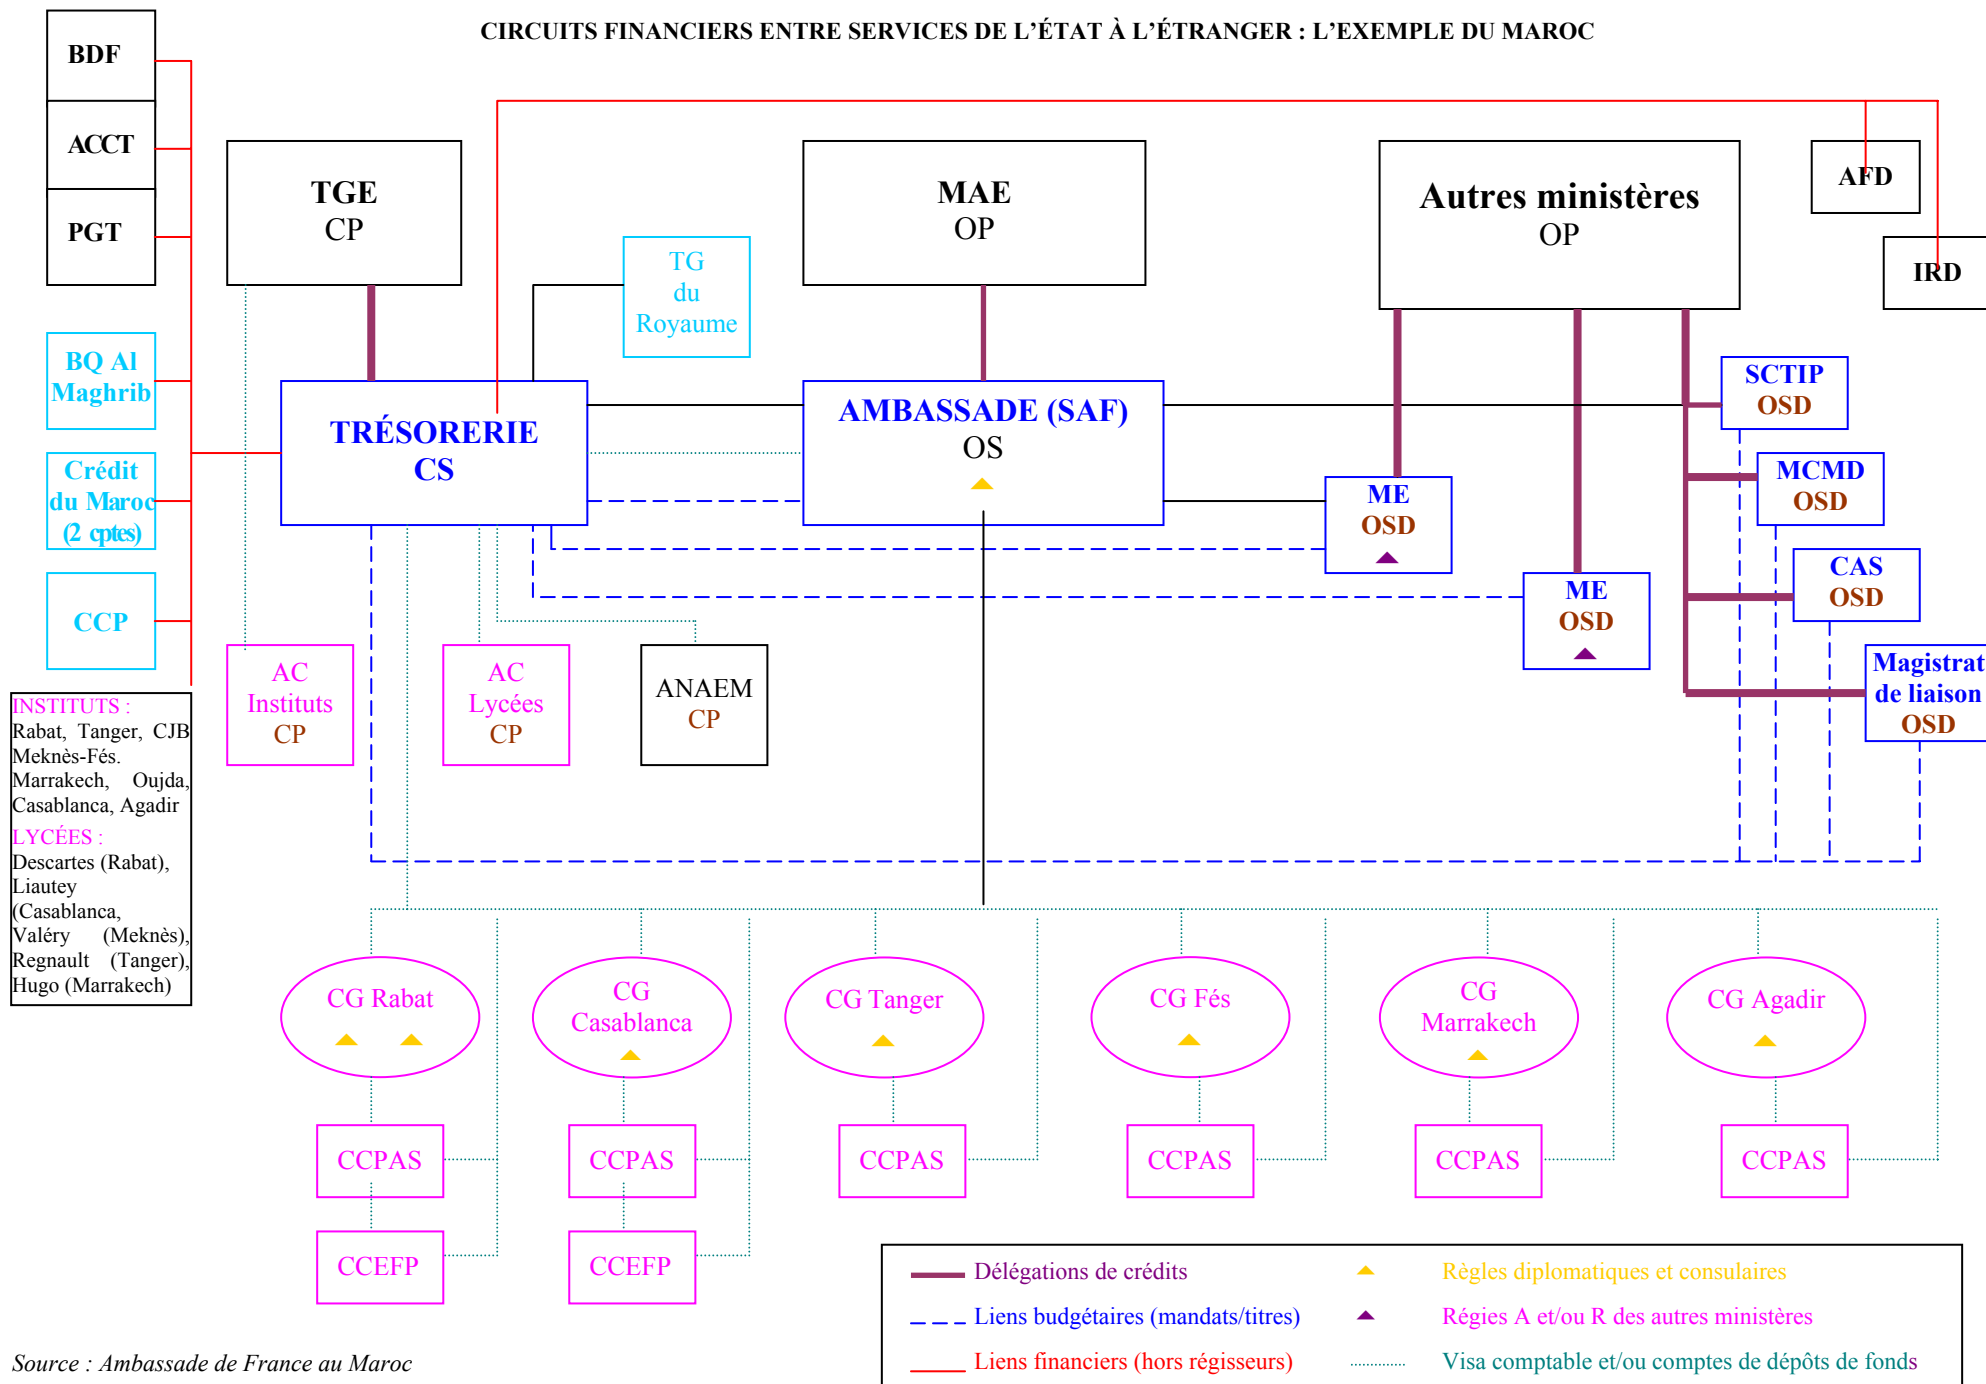 CIRCUITS FINANCIERS ENTRE SERVICES DE L'ÉTAT À L'ÉTRANGER : L'EXEMPLE DU MAROC
BDF
ACCT
PGT
BQ Al
Maghrib
Crédit
du Maroc
(2 cptes)
CCP
TGE
CP
TG
du
Royaume
MAE
OP
Autres ministères
OP
AFD
IRD
TRÉSORERIE
CS
AMBASSADE (SAF)
OS
ME
OSD
ME
OSD
SCTIP
OSD
MCMD
OSD
CAS
OSD
Magistrat
de liaison
OSD
AC
Instituts
CP
AC
Lycées
CP
ANAEM
CP
INSTITUTS :
Rabat, Tanger, CJB
Meknès-Fés.
Marrakech, Oujda,
Casablanca, Agadir
LYCÉES :
Descartes (Rabat),
Liautey
(Casablanca,
Valéry (Meknès),
Regnault (Tanger),
Hugo (Marrakech)
CG Rabat
CG
Casablanca
CG Tanger
CG Fés
CG
Marrakech
CG Agadir
CCPAS
CCPAS
CCPAS
CCPAS
CCPAS
CCPAS
CCEFP
CCEFP
Délégations de crédits
Règles diplomatiques et consulaires
Liens budgétaires (mandats/titres)
Régies A et/ou R des autres ministères
Liens financiers (hors régisseurs)
Visa comptable et/ou comptes de dépôts de fonds
Source : Ambassade de France au Maroc